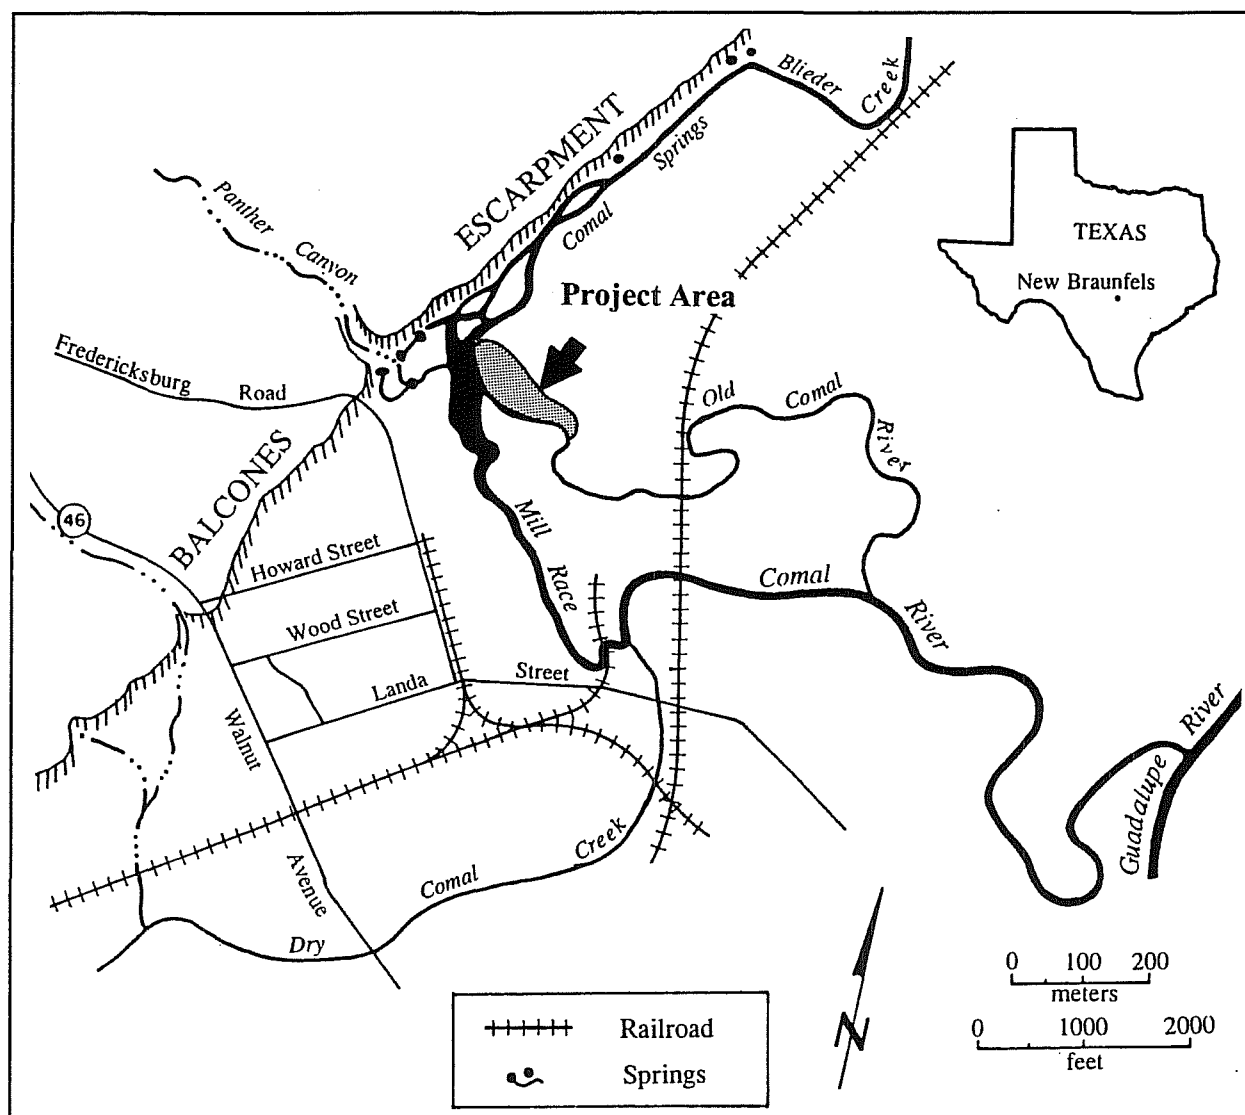 Blieder
Creek
ESCARPMENT
Springs
Comal
Panther
Canyon
TEXAS
New Braunfels
Project Area
Fredericksburg
Road
Old
Comal
River
BALCONES
46
Mill
Race
Howard Street
Wood Street
Landa
Street
Comal
River
Walnut
Avenue
Guadalupe
River
Dry
Comal
Creek
N
0 100 200
meters
0 1000 2000
feet
Railroad
Springs